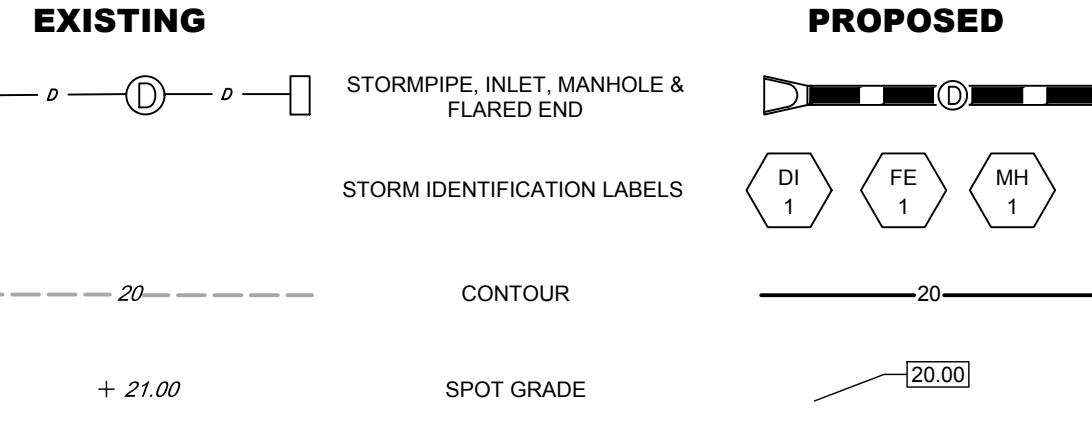 EXISTING
PROPOSED
D D D
STORMPIPE, INLET, MANHOLE &
FLARED END
D
STORM IDENTIFICATION LABELS
DI
1
FE
1
MH
1
20
CONTOUR
20
+ 21.00
SPOT GRADE
20.00